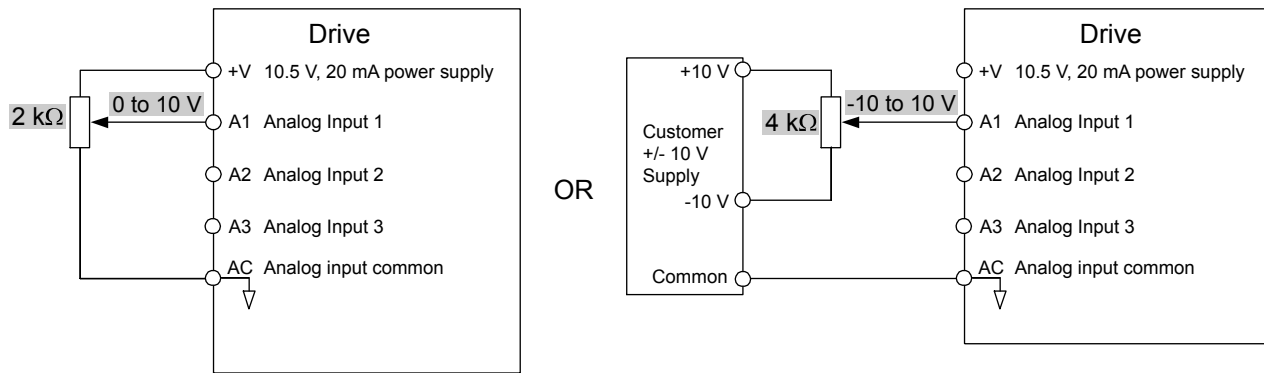 Drive
+V 10.5 V, 20 mA power supply
0 to 10 V
2 kΩ
A1 Analog Input 1
A2 Analog Input 2
A3 Analog Input 3
AC Analog input common
OR
+10 V
Customer
+/- 10 V
Supply
-10 V
Common
4 kΩ
-10 to 10 V
Drive
+V 10.5 V, 20 mA power supply
A1 Analog Input 1
A2 Analog Input 2
A3 Analog Input 3
AC Analog input common